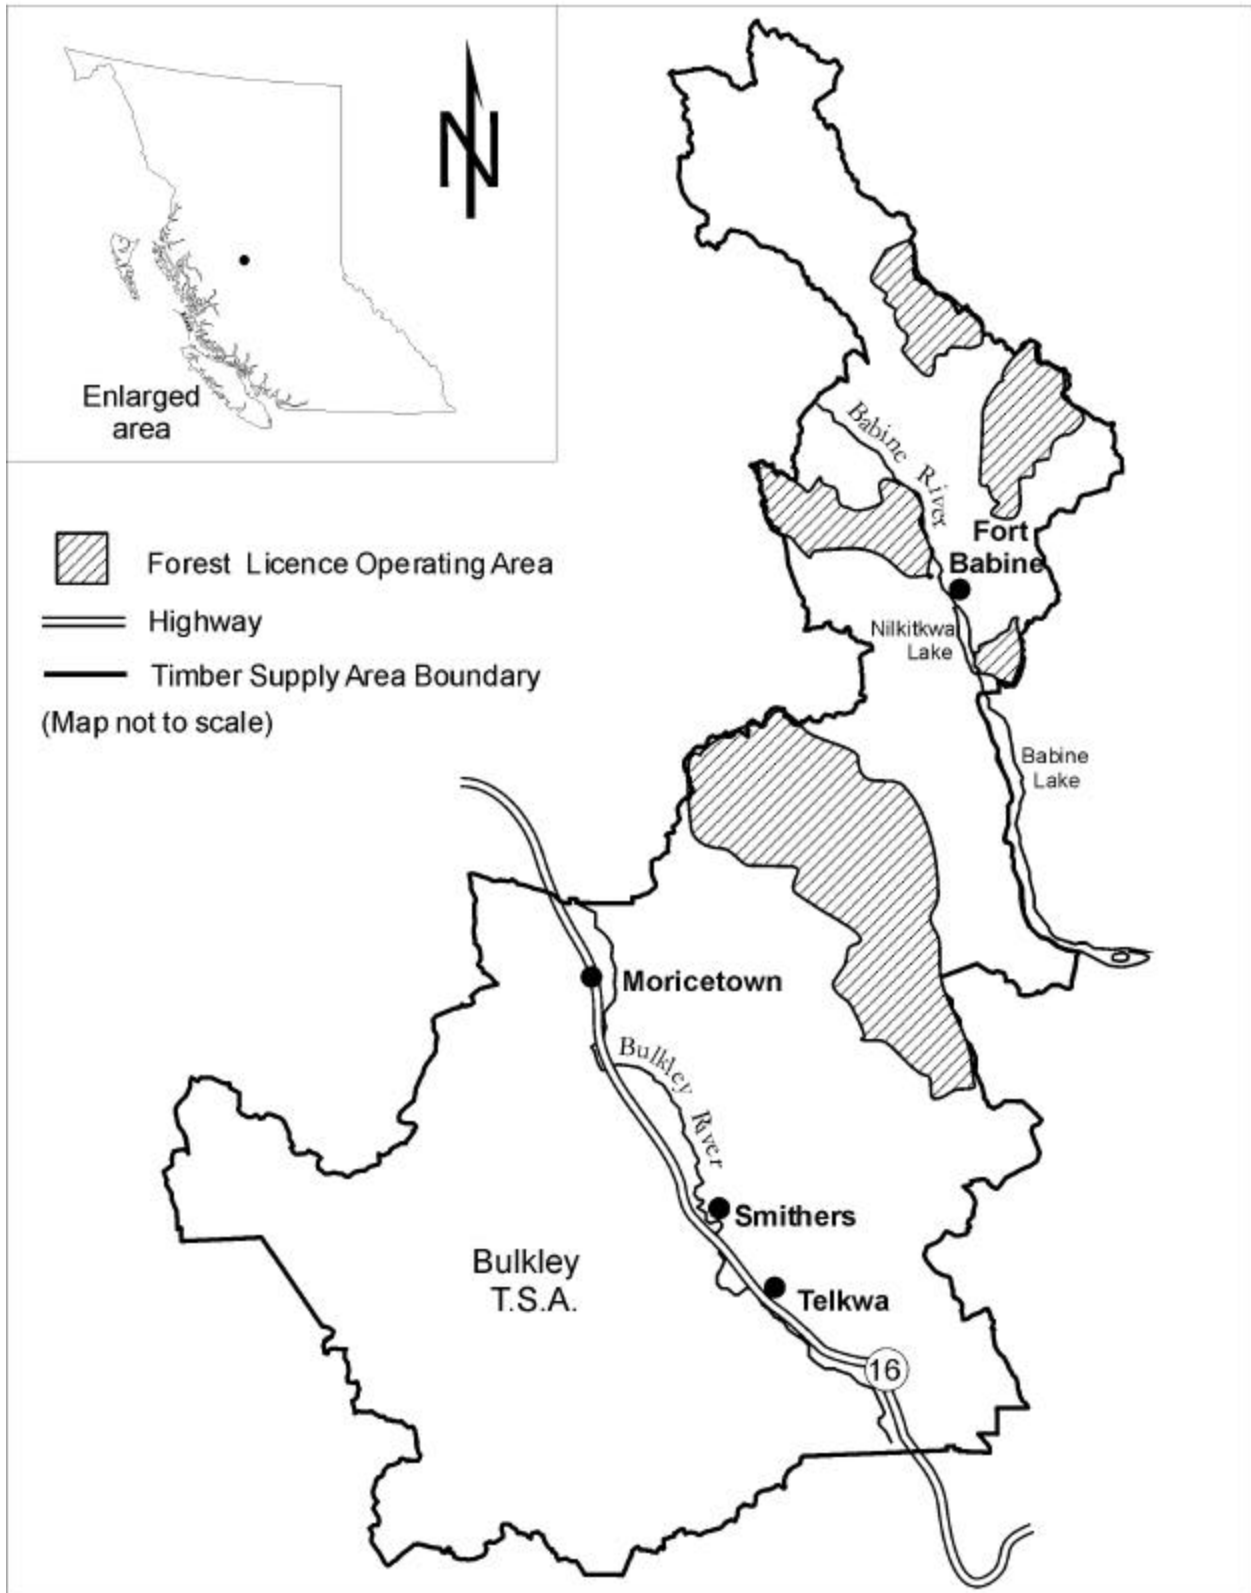 N
Enlarged
area
Forest Licence Operating Area
Highway
Timber Supply Area Boundary
(Map not to scale)
Babine River
Fort
Babine
Nilkitkwa
Lake
Babine
Lake
Moricetown
Bulkley River
Smithers
Bulkley
T.S.A.
Telkwa
16